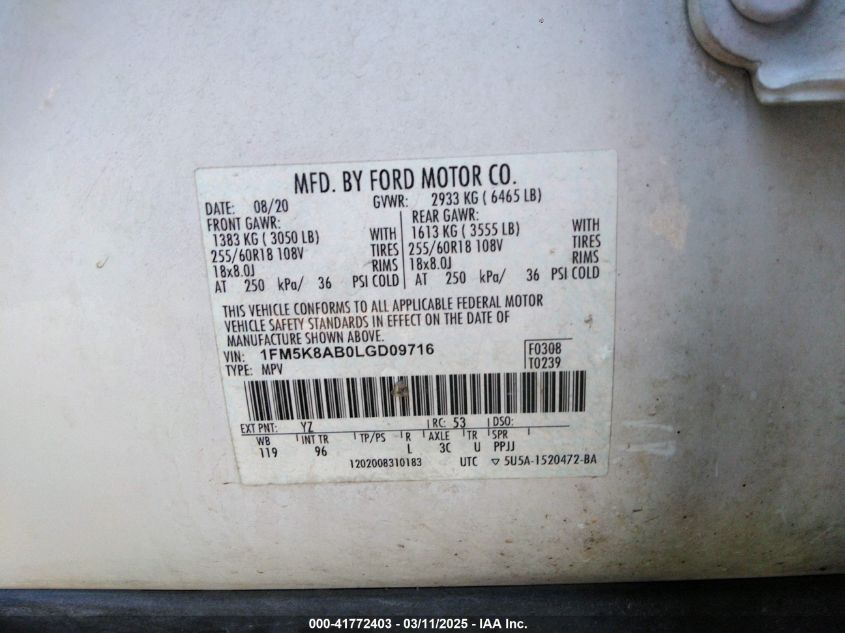 MFD. BY FORD MOTOR CO.
DATE: 08/20 GVWR: 2933 KG ( 6465 LB)
FRONT GAWR: REAR GAWR:
1383 KG ( 3050 LB) WITH 1613 KG ( 3555 LB) WITH
255/60R18 108V TIRES 255/60R18 108V TIRES
18x8.0J RIMS 18x8.0J RIMS
AT 250 kPa/ 36 PSI COLD AT 250 kPa/ 36 PSI COLD
THIS VEHICLE CONFORMS TO ALL APPLICABLE FEDERAL MOTOR
VEHICLE SAFETY STANDARDS IN EFFECT ON THE DATE OF
MANUFACTURE SHOWN ABOVE.
VIN: 1FM5K8AB0LGD09716 F0308
TYPE: MPV T0239
EXT PNT: YZ RC: 53 DSO:
WB INT TR TP/PS R AXLE TR SPR
119 96 L 3C U PPJJ
1202008310183 UTC ▽ 5U5A-1520472-BA
000-41772403 - 03/11/2025 - IAA Inc.